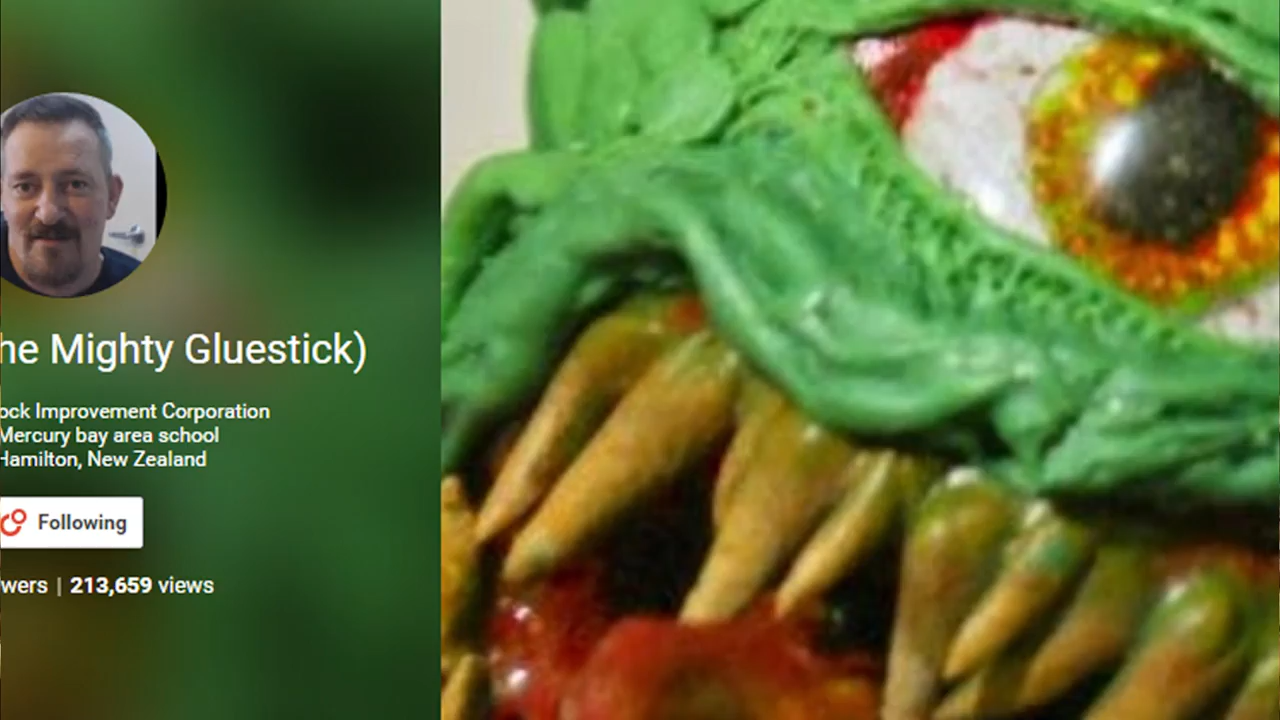 he Mighty Gluestick)
ock Improvement Corporation
Mercury bay area school
Hamilton, New Zealand
Following
wers | 213,659 views